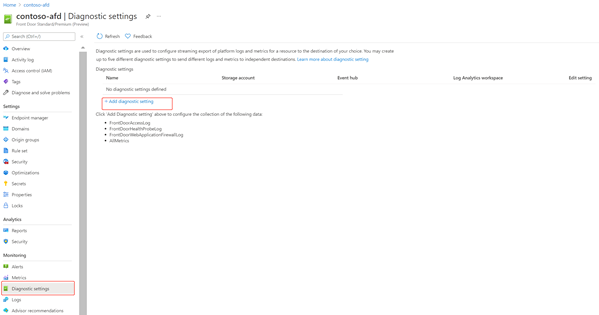 Home > contoso-afd >
contoso-afd | Diagnostic settings
Front Door Standard/Premium (Preview)
Search (Ctrl+/)
Refresh Feedback
Overview
Activity log
Access control (IAM)
Tags
Diagnose and solve problems
Settings
Endpoint manager
Domains
Origin groups
Rule set
Security
Optimizations
Secrets
Properties
Locks
Analytics
Reports
Security
Monitoring
Alerts
Metrics
Diagnostic settings
Logs
Advisor recommendations
Diagnostic settings are used to configure streaming export of platform logs and metrics for a resource to the destination of your choice. You may create
up to five different diagnostic settings to send different logs and metrics to independent destinations. Learn more about diagnostic settings
Diagnostic settings
Name Storage account Event hub Log Analytics workspace Edit setting
No diagnostic settings defined
+ Add diagnostic setting
Click 'Add Diagnostic setting' above to configure the collection of the following data:
• FrontDoorAccessLog
• FrontDoorHealthProbeLog
• FrontDoorWebApplicationFirewallLog
• AllMetrics